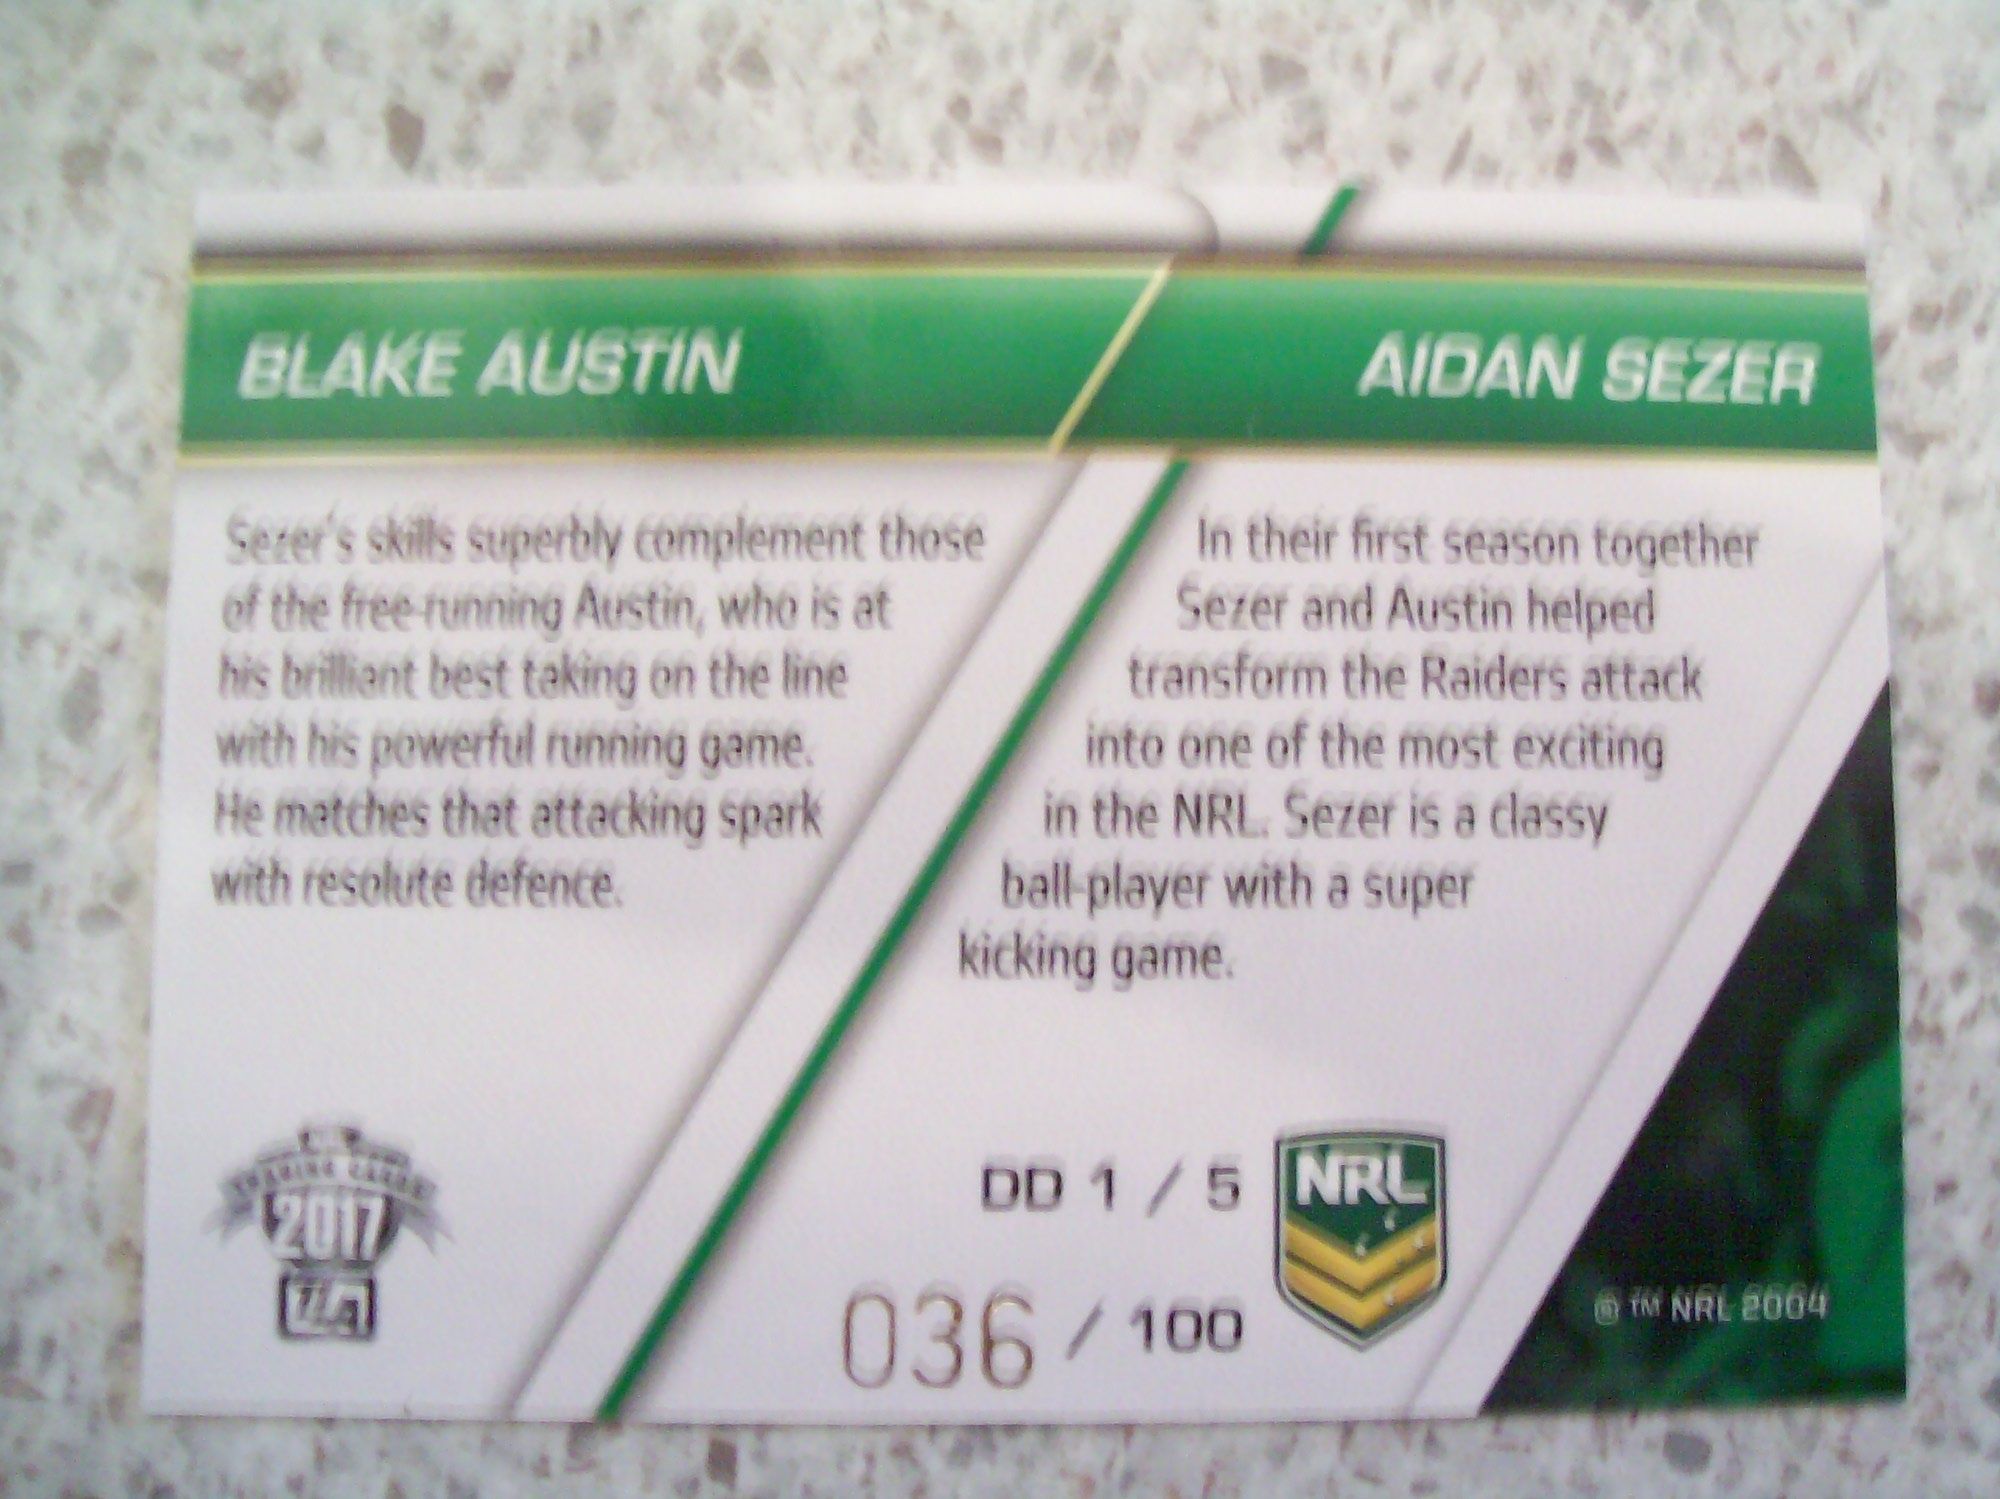 BLAKE AUSTIN
AIDAN SEZER
Sezer's skills superbly complement those
of the free-running Austin, who is at
his brilliant best taking on the line
with his powerful running game.
He matches that attacking spark
with resolute defence.
In their first season together
Sezer and Austin helped
transform the Raiders attack
into one of the most exciting
in the NRL. Sezer is a classy
ball-player with a super
kicking game.
TRADING CARDS
2017
DD 1 / 5
NRL
036 / 100
© ™ NRL 2004